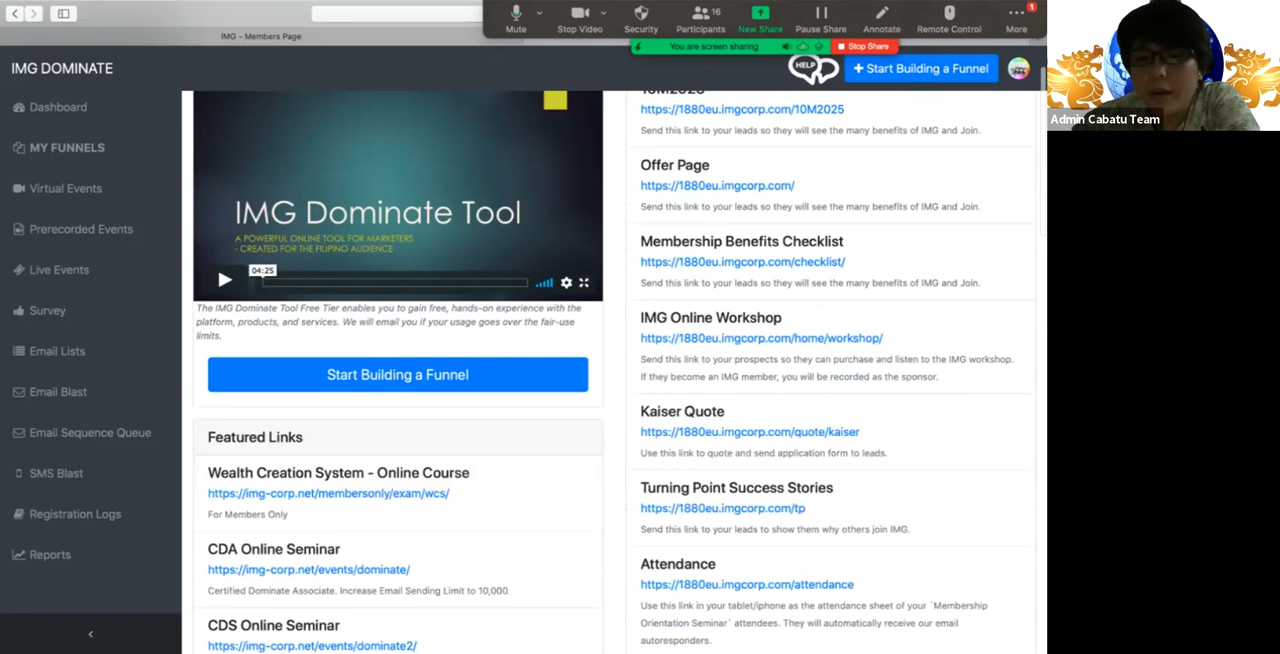 IMG - Members Page
Mute
Stop Video
Security
Participants
16
New Share
Pause Share
Annotate
Remote Control
More
1
You are screen sharing
Stop Share
IMG DOMINATE
HELP
+ Start Building a Funnel
Admin Cabatu Team
Dashboard
MY FUNNELS
Virtual Events
Prerecorded Events
Live Events
Survey
Email Lists
Email Blast
Email Sequence Queue
SMS Blast
Registration Logs
Reports
IMG Dominate Tool
A POWERFUL ONLINE TOOL FOR MARKETERS
- CREATED FOR THE FILIPINO AUDIENCE
04:25
The IMG Dominate Tool Free Tier enables you to gain free, hands-on experience with the
platform, products, and services. We will email you if your usage goes over the fair-use
limits.
Start Building a Funnel
Featured Links
Wealth Creation System - Online Course
https://img-corp.net/membersonly/exam/wcs/
For Members Only
CDA Online Seminar
https://img-corp.net/events/dominate/
Certified Dominate Associate. Increase Email Sending Limit to 10,000.
CDS Online Seminar
https://img-corp.net/events/dominate2/
10M2025
https://1880eu.imgcorp.com/10M2025
Send this link to your leads so they will see the many benefits of IMG and Join.
Offer Page
https://1880eu.imgcorp.com/
Send this link to your leads so they will see the many benefits of IMG and Join.
Membership Benefits Checklist
https://1880eu.imgcorp.com/checklist/
Send this link to your leads so they will see the many benefits of IMG and Join.
IMG Online Workshop
https://1880eu.imgcorp.com/home/workshop/
Send this link to your prospects so they can purchase and listen to the IMG workshop.
If they become an IMG member, you will be recorded as the sponsor.
Kaiser Quote
https://1880eu.imgcorp.com/quote/kaiser
Use this link to quote and send application form to leads.
Turning Point Success Stories
https://1880eu.imgcorp.com/tp
Send this link to your leads to show them why others join IMG.
Attendance
https://1880eu.imgcorp.com/attendance
Use this link in your tablet/iphone as the attendance sheet of your `Membership
Orientation Seminar` attendees. They will automatically receive our email
autoresponders.